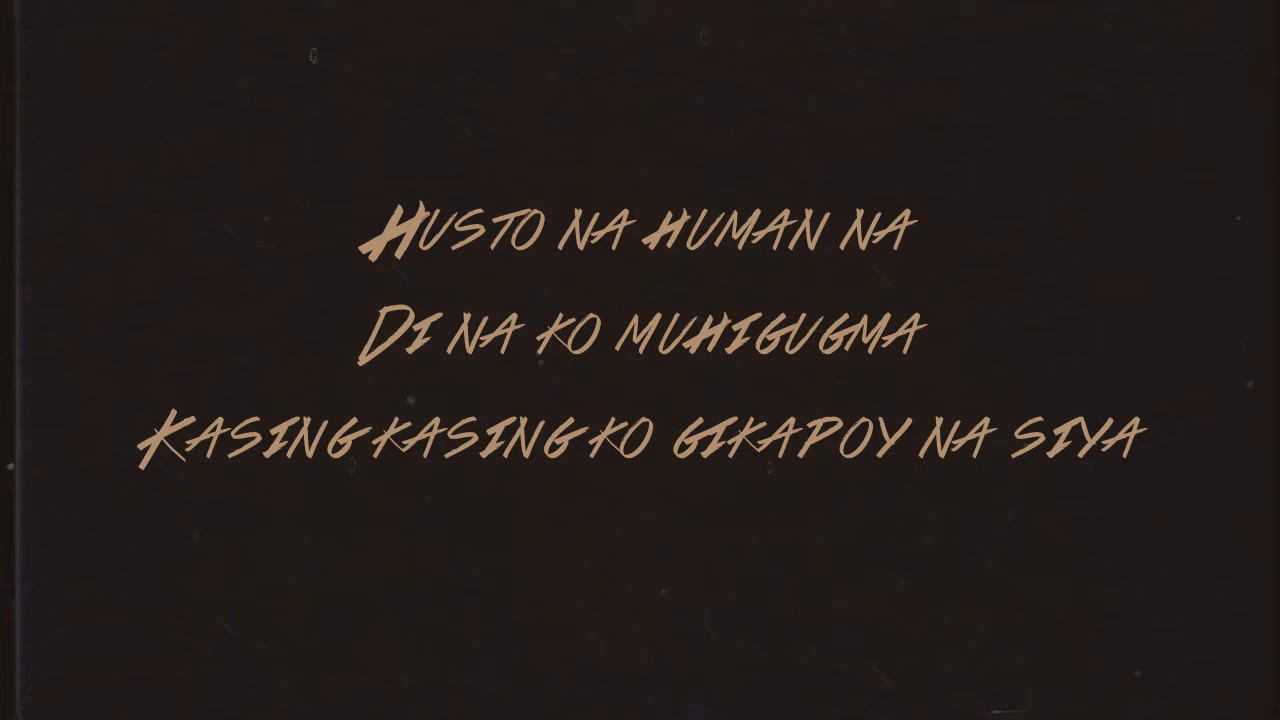 Husto na human na
Di na ko muhigugma
Kasingkasing ko gikapoy na siya